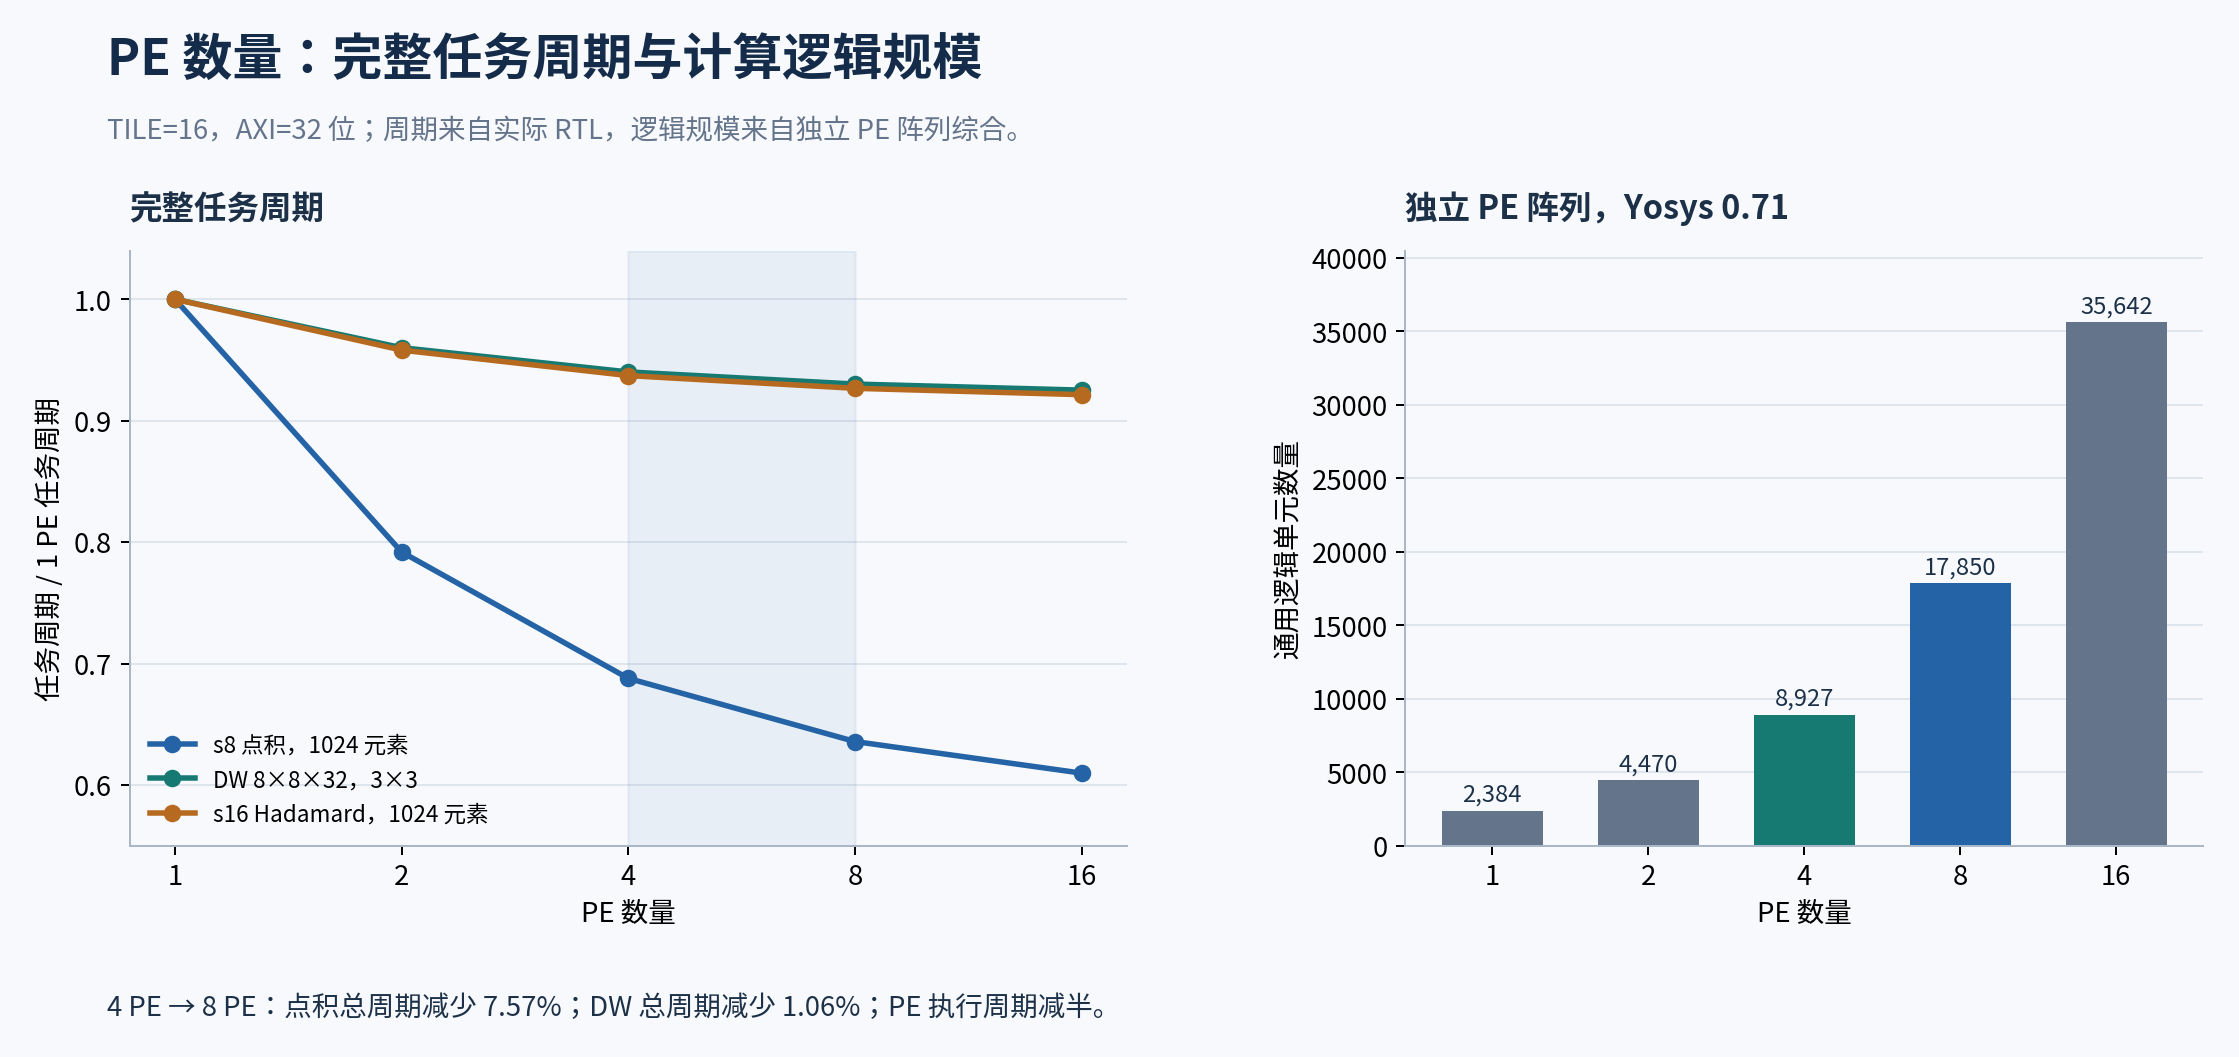 PE 数量：完整任务周期与计算逻辑规模
TILE=16，AXI=32 位；周期来自实际 RTL，逻辑规模来自独立 PE 阵列综合。
完整任务周期
任务周期 / 1 PE 任务周期
1.0
0.9
0.8
0.7
0.6
s8 点积，1024 元素
DW 8×8×32，3×3
s16 Hadamard，1024 元素
1 2 4 8 16
PE 数量
独立 PE 阵列，Yosys 0.71
通用逻辑单元数量
40000
35000
30000
25000
20000
15000
10000
5000
0
2,384
4,470
8,927
17,850
35,642
1 2 4 8 16
PE 数量
4 PE → 8 PE：点积总周期减少 7.57%；DW 总周期减少 1.06%；PE 执行周期减半。